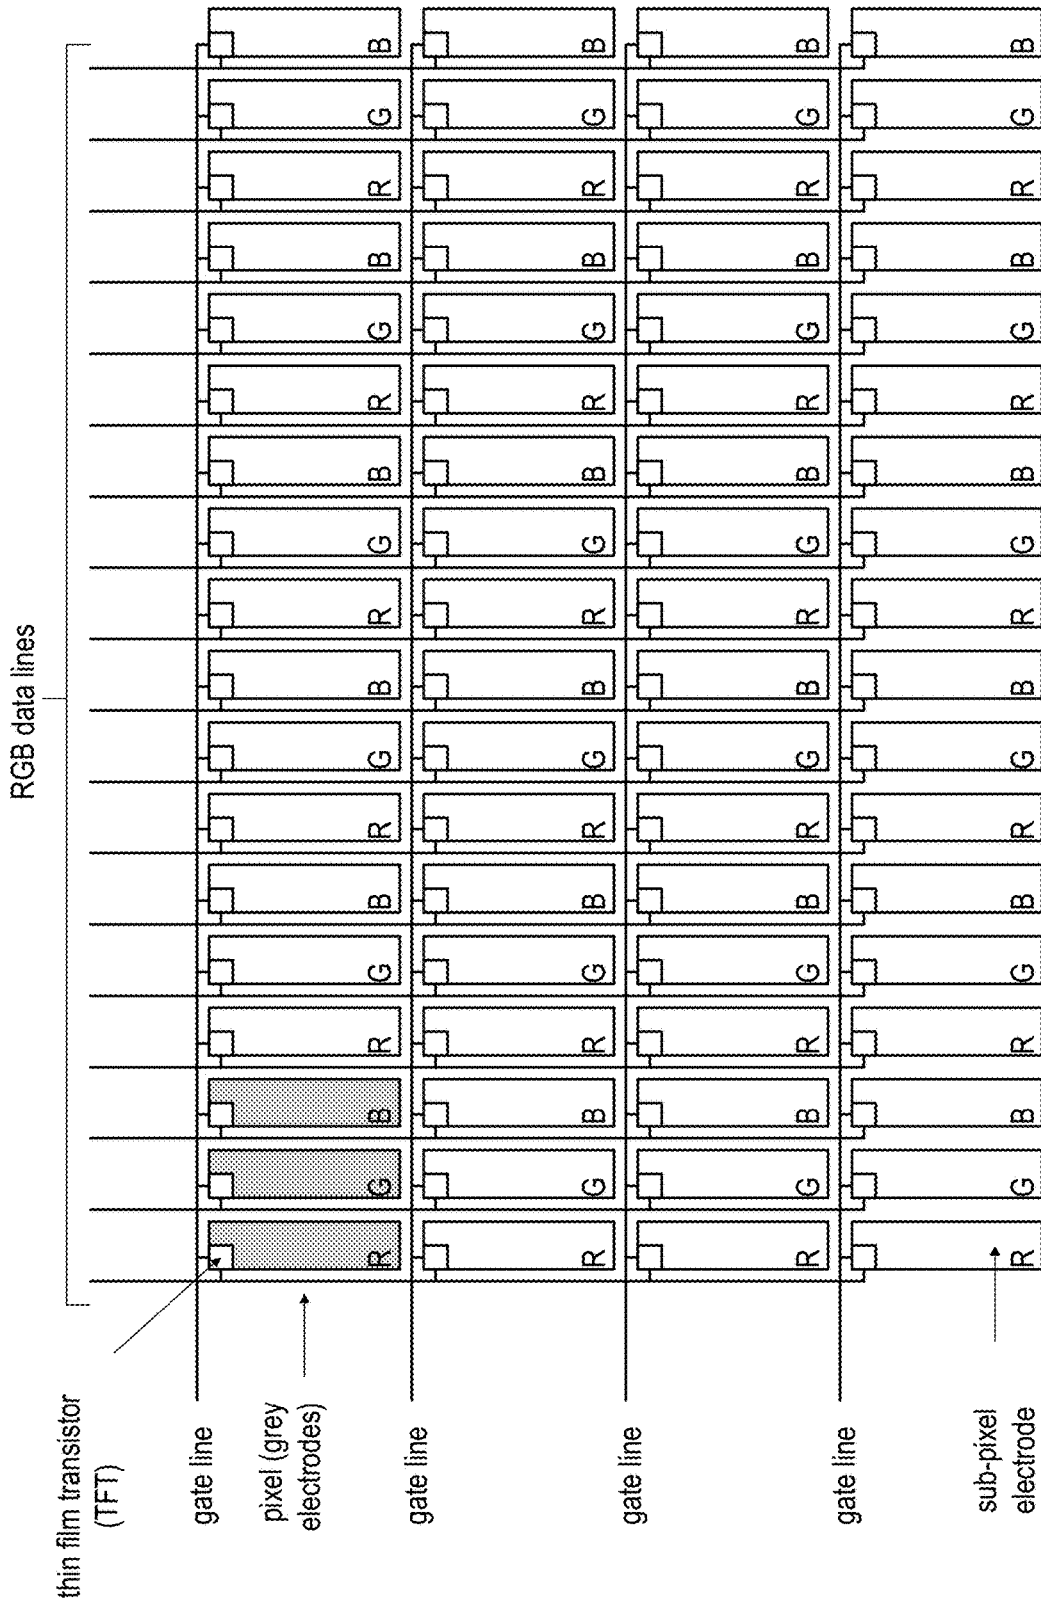 RGB data lines
thin film transistor
(TFT)
gate line
pixel (grey
electrodes)
R G B R G B R G B R G B R G B R G B
gate line
R G B R G B R G B R G B R G B R G B
gate line
R G B R G B R G B R G B R G B R G B
gate line
sub-pixel
electrode
R G B R G B R G B R G B R G B R G B